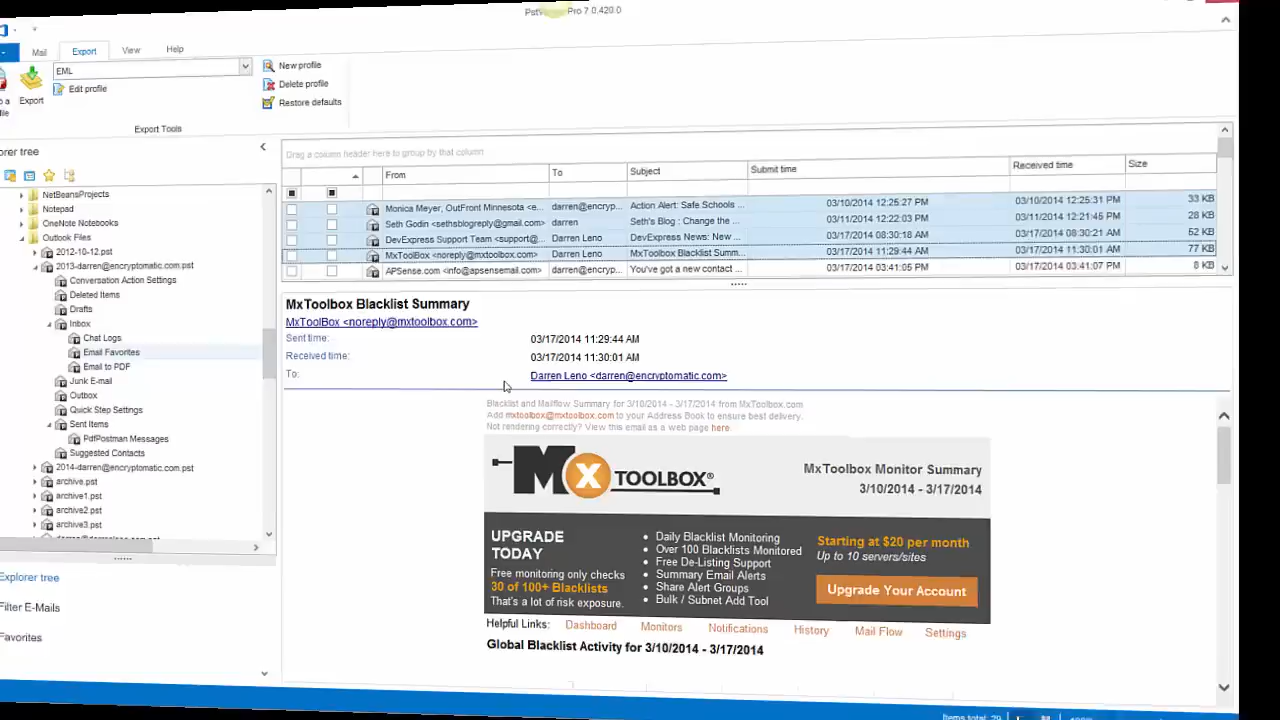 Pro 7.0.420.0
Mail Export View Help
EML
New profile
Export
Edit profile
Delete profile
Restore defaults
Export Tools
Drag a column header here to group by that column
From To Subject Submit time Received time Size
Monica Meyer, OutFront Minnesota <e... darren@encryp... Action Alert: Safe Schools ... 03/10/2014 12:25:27 PM 03/10/2014 12:25:31 PM 33 KB
Seth Godin <sethsblogreply@gmail.com> darren Seth's Blog : Change the ... 03/11/2014 12:22:03 PM 03/11/2014 12:21:45 PM 28 KB
DevExpress Support Team <support@... Darren Leno DevExpress News: New ... 03/17/2014 08:30:18 AM 03/17/2014 08:30:21 AM 52 KB
MxToolBox <noreply@mxtoolbox.com> Darren Leno MxToolbox Blacklist Summ... 03/17/2014 11:29:44 AM 03/17/2014 11:30:01 AM 77 KB
APSense.com <info@apsensemail.com> darren@encryp... You've got a new contact ... 03/17/2014 03:41:05 PM 03/17/2014 03:41:07 PM 8 KB
orer tree
NetBeansProjects
Notepad
OneNote Notebooks
Outlook Files
2012-10-12.pst
2013-darren@encryptomatic.com.pst
Conversation Action Settings
Deleted Items
Drafts
Inbox
Chat Logs
Email Favorites
Email to PDF
Junk E-mail
Outbox
Quick Step Settings
Sent Items
PdfPostman Messages
Suggested Contacts
2014-darren@encryptomatic.com.pst
archive.pst
archive1.pst
archive2.pst
archive3.pst
Explorer tree
Filter E-Mails
Favorites
MxToolbox Blacklist Summary
MxToolBox <noreply@mxtoolbox.com>
Sent time: 03/17/2014 11:29:44 AM
Received time: 03/17/2014 11:30:01 AM
To: Darren Leno <darren@encryptomatic.com>
Blacklist and Mailflow Summary for 3/10/2014 - 3/17/2014 from MxToolbox.com
Add mxtoolbox@mxtoolbox.com to your Address Book to ensure best delivery.
Not rendering correctly? View this email as a web page here.
Mx TOOLBOX®
MxToolbox Monitor Summary
3/10/2014 - 3/17/2014
UPGRADE
TODAY
Free monitoring only checks
30 of 100+ Blacklists
That's a lot of risk exposure.
• Daily Blacklist Monitoring
• Over 100 Blacklists Monitored
• Free De-Listing Support
• Summary Email Alerts
• Share Alert Groups
• Bulk / Subnet Add Tool
Starting at $20 per month
Up to 10 servers/sites
Upgrade Your Account
Helpful Links: Dashboard Monitors Notifications History Mail Flow Settings
Global Blacklist Activity for 3/10/2014 - 3/17/2014
Items total: 29